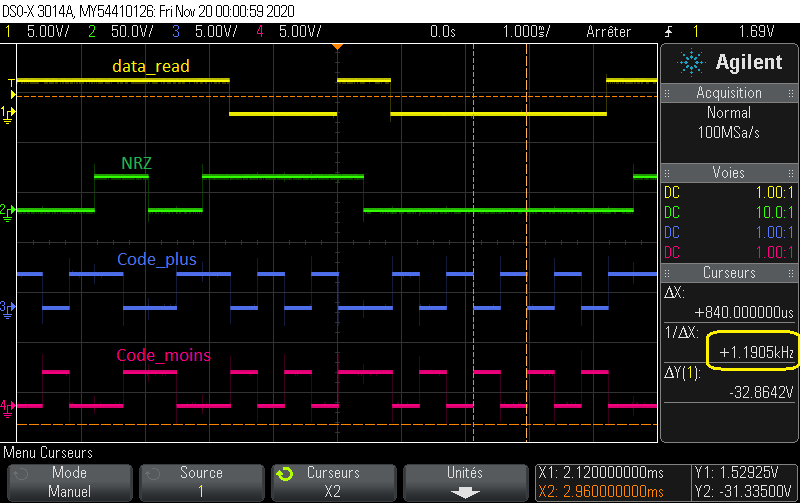 DSO-X 3014A, MY54410126: Fri Nov 20 00:00:59 2020
1 5.00V/ 2 50.0V/ 3 5.00V/ 4 5.00V/ 0.0s 1.000ms/ Arrêter 1 1.69V
data_read
NRZ
Code_plus
Code_moins
T
1
2
3
4
Agilent
Acquisition
Normal
100MSa/s
Voies
DC 1.00:1
DC 10.0:1
DC 1.00:1
DC 1.00:1
Curseurs
ΔX:
+840.000000us
1/ΔX:
+1.1905kHz
ΔY(1):
-32.8642V
Menu Curseurs
Mode
Manuel
Source
1
Curseurs
X2
Unités
X1: 2.120000000ms
X2: 2.960000000ms
Y1: 1.52925V
Y2: -31.33500V